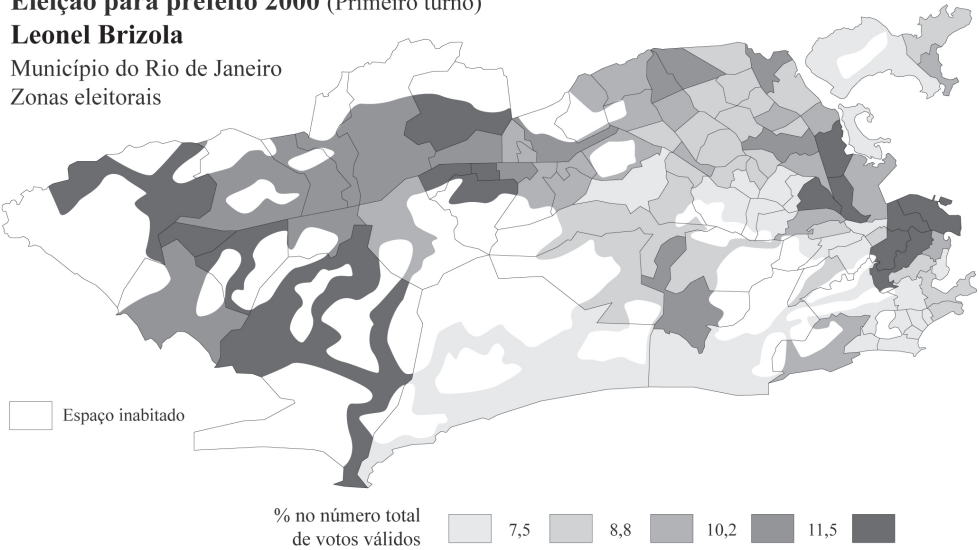 Eleição para prefeito 2000 (Primeiro turno)
Leonel Brizola
Município do Rio de Janeiro
Zonas eleitorais
Espaço inabitado
% no número total
de votos válidos
7,5 8,8 10,2 11,5